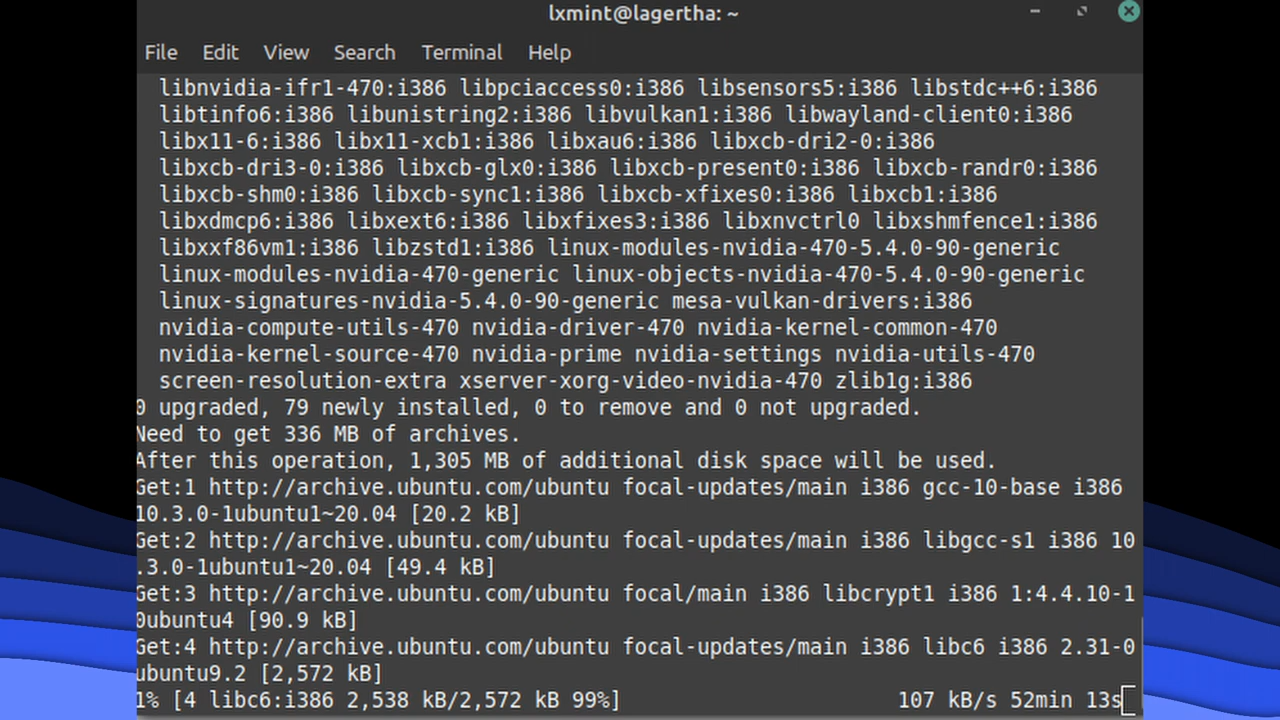 lxmint@lagertha: ~
File Edit View Search Terminal Help
libnvidia-ifr1-470:i386 libpciaccess0:i386 libsensors5:i386 libstdc++6:i386
libtinfo6:i386 libunistring2:i386 libvulkan1:i386 libwayland-client0:i386
libx11-6:i386 libx11-xcb1:i386 libxau6:i386 libxcb-dri2-0:i386
libxcb-dri3-0:i386 libxcb-glx0:i386 libxcb-present0:i386 libxcb-randr0:i386
libxcb-shm0:i386 libxcb-sync1:i386 libxcb-xfixes0:i386 libxcb1:i386
libxdmcp6:i386 libxext6:i386 libxfixes3:i386 libxnvctrl0 libxshmfence1:i386
libxxf86vm1:i386 libzstd1:i386 linux-modules-nvidia-470-5.4.0-90-generic
linux-modules-nvidia-470-generic linux-objects-nvidia-470-5.4.0-90-generic
linux-signatures-nvidia-5.4.0-90-generic mesa-vulkan-drivers:i386
nvidia-compute-utils-470 nvidia-driver-470 nvidia-kernel-common-470
nvidia-kernel-source-470 nvidia-prime nvidia-settings nvidia-utils-470
screen-resolution-extra xserver-xorg-video-nvidia-470 zlib1g:i386
0 upgraded, 79 newly installed, 0 to remove and 0 not upgraded.
Need to get 336 MB of archives.
After this operation, 1,305 MB of additional disk space will be used.
Get:1 http://archive.ubuntu.com/ubuntu focal-updates/main i386 gcc-10-base i386
10.3.0-1ubuntu1~20.04 [20.2 kB]
Get:2 http://archive.ubuntu.com/ubuntu focal-updates/main i386 libgcc-s1 i386 10
.3.0-1ubuntu1~20.04 [49.4 kB]
Get:3 http://archive.ubuntu.com/ubuntu focal/main i386 libcrypt1 i386 1:4.4.10-1
0ubuntu4 [90.9 kB]
Get:4 http://archive.ubuntu.com/ubuntu focal-updates/main i386 libc6 i386 2.31-0
ubuntu9.2 [2,572 kB]
1% [4 libc6:i386 2,538 kB/2,572 kB 99%] 107 kB/s 52min 13s